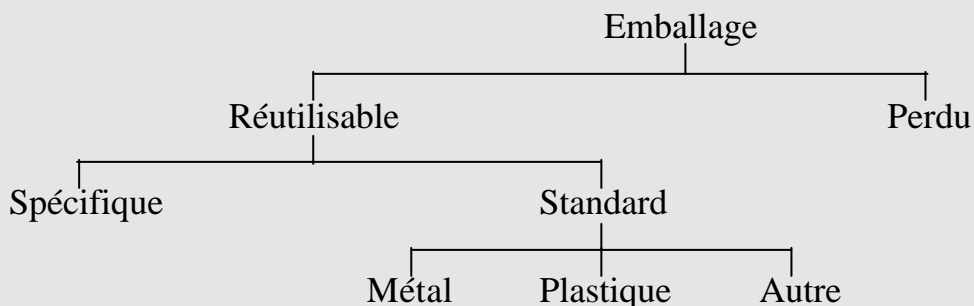 Emballage
Réutilisable Perdu
Spécifique Standard
Métal Plastique Autre